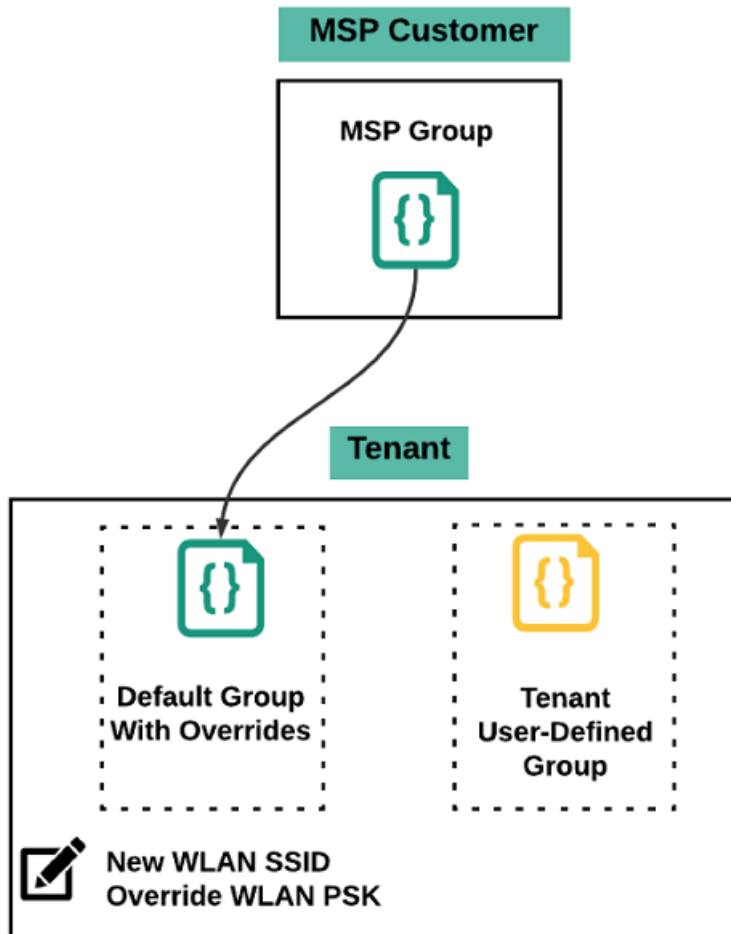 MSP Customer
MSP Group
{}
Tenant
{}
{}
Default Group
With Overrides
Tenant
User-Defined
Group
New WLAN SSID
Override WLAN PSK